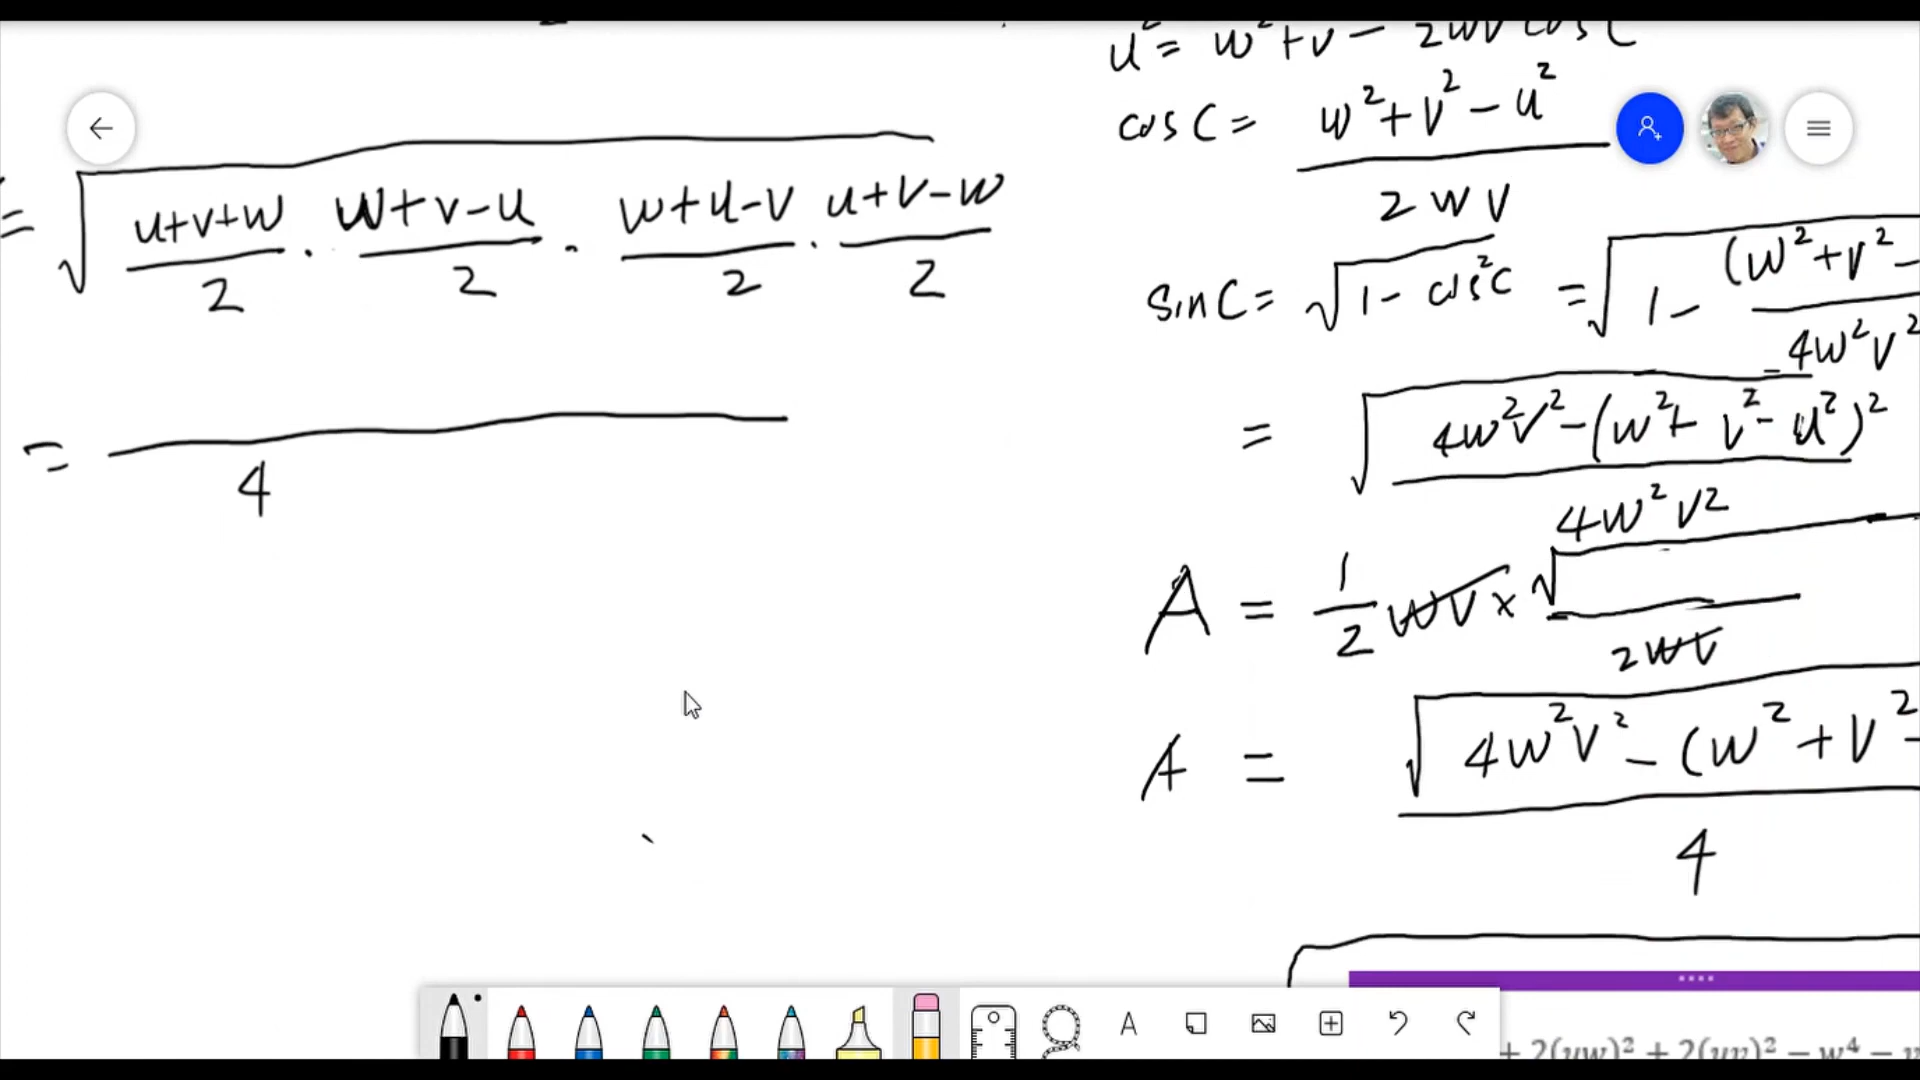 = √(u+v+w)/2 · (w+v-u)/2 · (w+u-v)/2 · (u+v-w)/2
= /4
u² = w²+v - 2wv cos C
cos C = (w²+v²-u²)/(2wv)
sin C = √1-cos²C = √1-(w²+v²-/4w²v²
= √4w²v²-(w²+v²-u²)²/4w²v²
A = 1/2 wv × √ /2wv
A = √4w²v²-(w²+v²-/4
A
+ 2(uw)² + 2(uv)² − w⁴ −